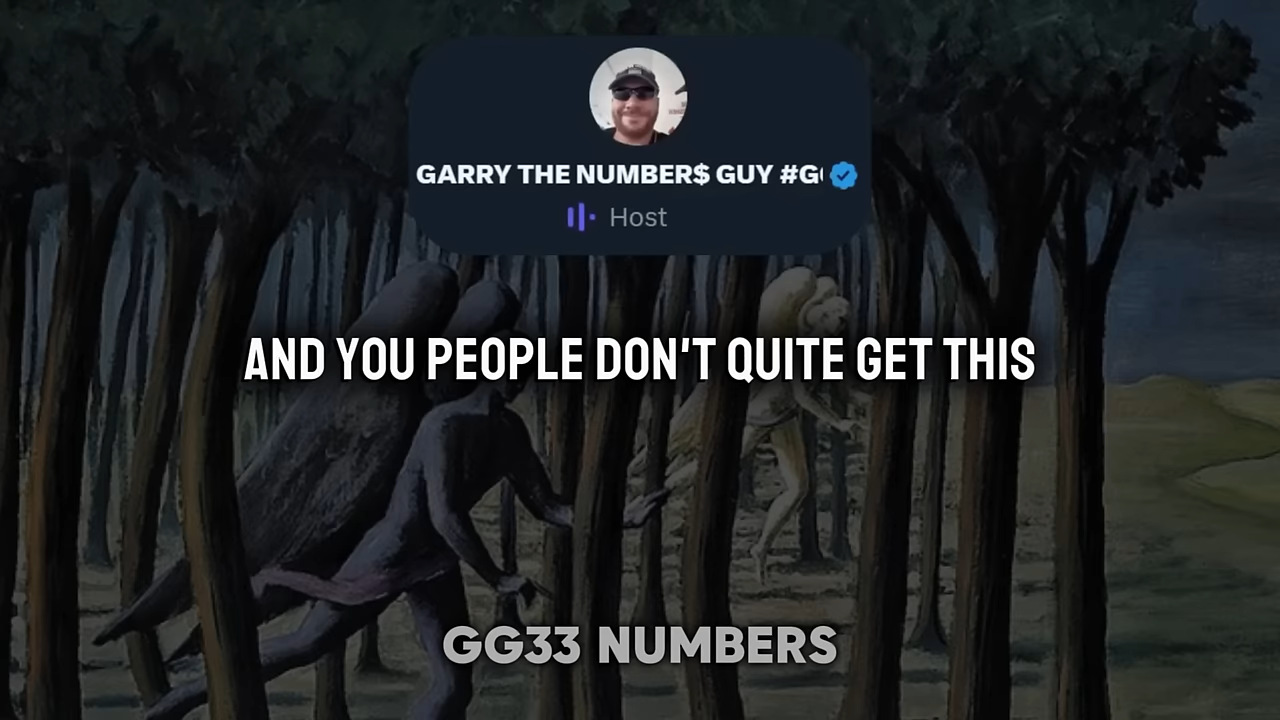 GARRY THE NUMBER$ GUY #G
Host
AND YOU PEOPLE DON'T QUITE GET THIS
GG33 NUMBERS